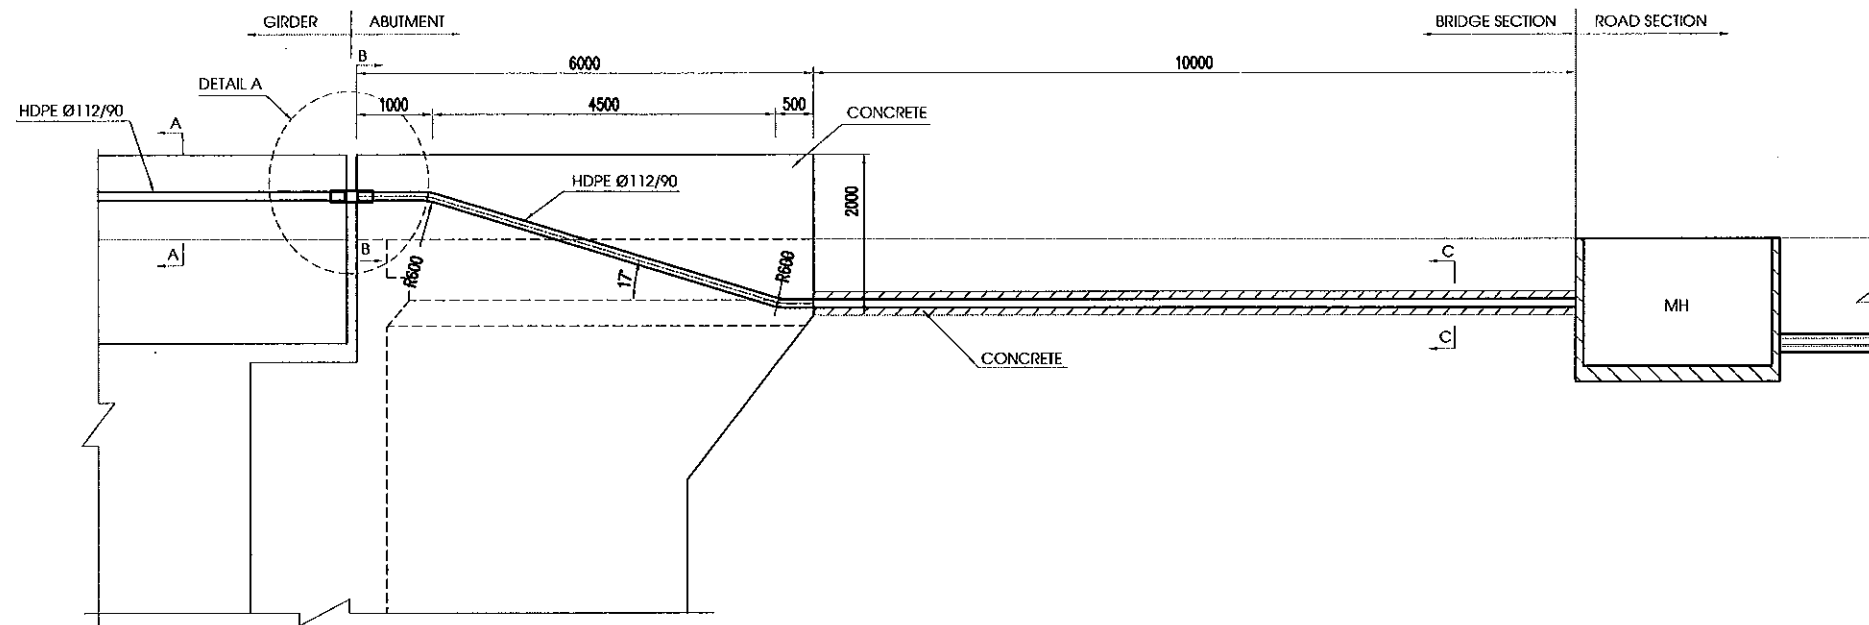 GIRDER
ABUTMENT
BRIDGE SECTION
ROAD SECTION
B
6000
10000
DETAIL A
HDPE Ø112/90
A
1000
4500
500
CONCRETE
HDPE Ø112/90
2000
A
B
R600
17°
R600
C
MH
C
CONCRETE